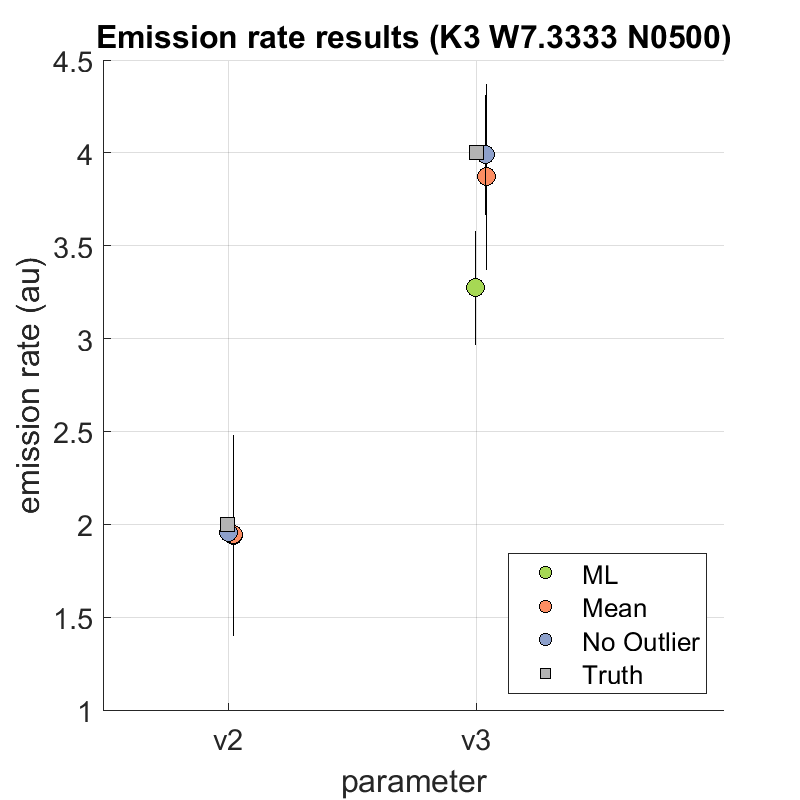 Emission rate results (K3 W7.3333 N0500)
4.5
4
3.5
3
2.5
2
1.5
1
emission rate (au)
v2
v3
parameter
ML
Mean
No Outlier
Truth